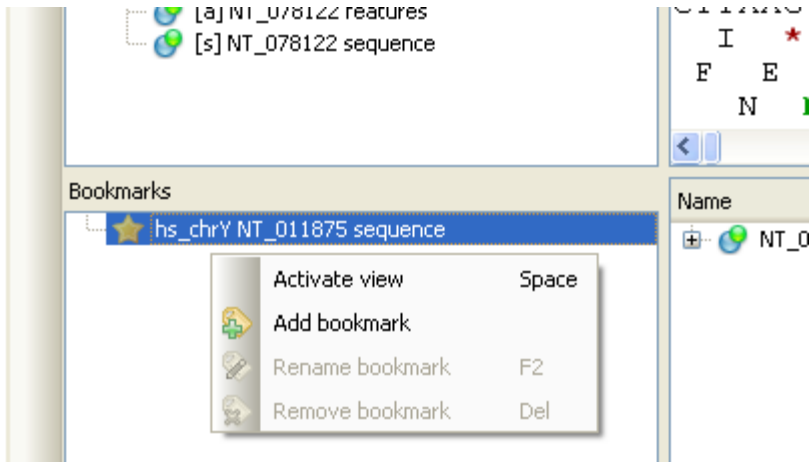 [a] NT_078122 features
[s] NT_078122 sequence
I *
F E
N
Bookmarks
hs_chrY NT_011875 sequence
Activate view Space
Add bookmark
Rename bookmark F2
Remove bookmark Del
Name
NT_0